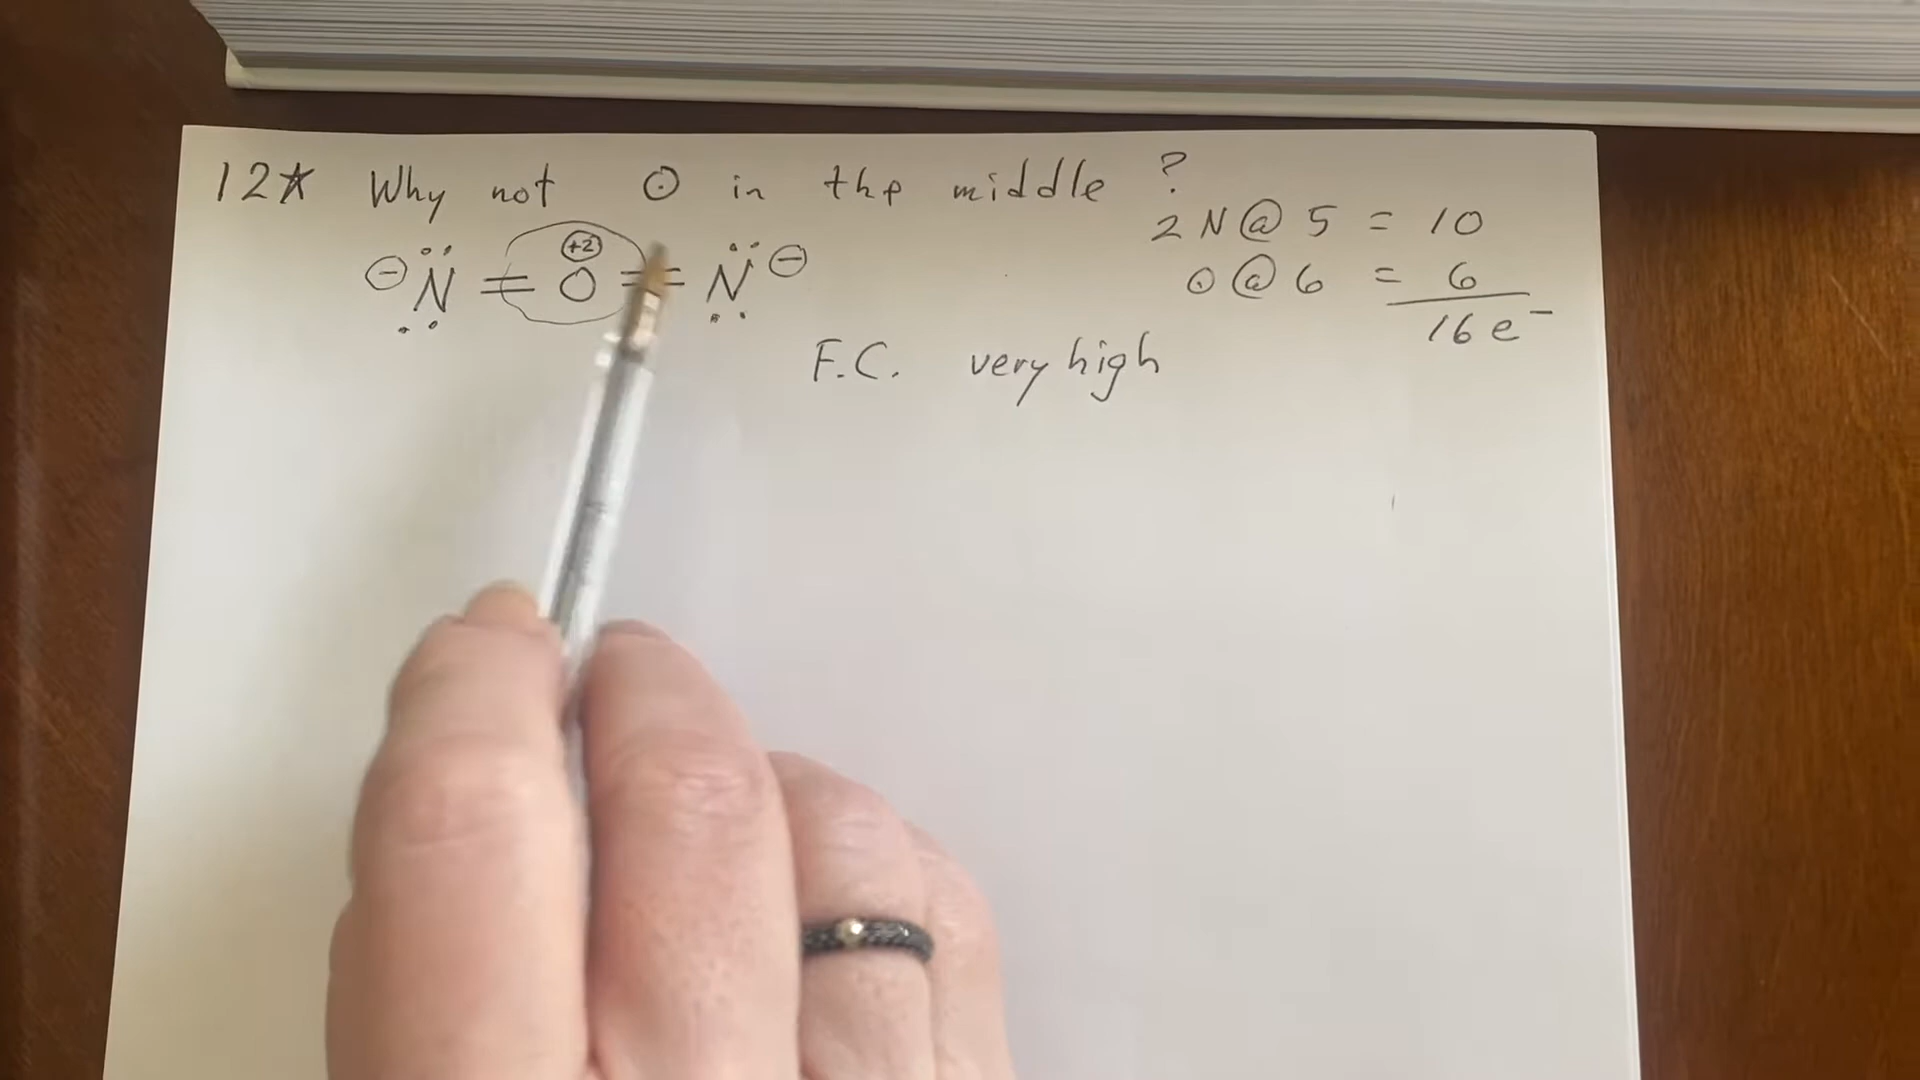 12* Why not O in the middle ?
2 N @ 5 = 10
O @ 6 = 6
16 e⁻
+2
⊖ N = O = N ⊖
F.C. very high